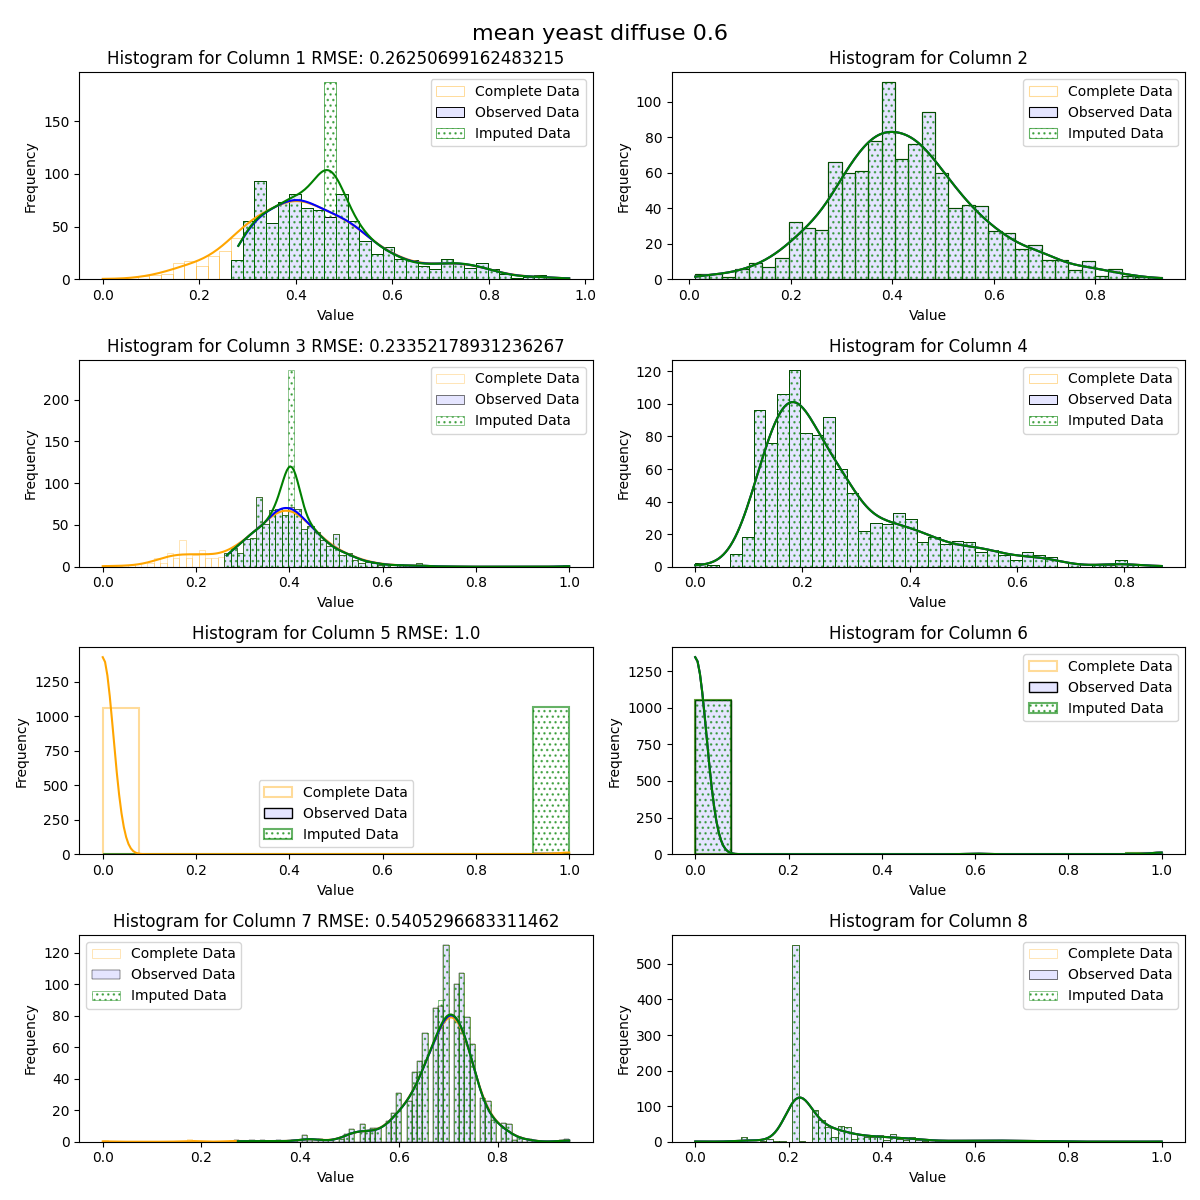 mean yeast diffuse 0.6
Histogram for Column 1 RMSE: 0.26250699162483215
Frequency
150
100
50
0
0.0 0.2 0.4 0.6 0.8 1.0
Value
Complete Data
Observed Data
Imputed Data
Histogram for Column 2
Frequency
100
80
60
40
20
0
0.0 0.2 0.4 0.6 0.8
Value
Complete Data
Observed Data
Imputed Data
Histogram for Column 3 RMSE: 0.23352178931236267
Frequency
200
150
100
50
0
0.0 0.2 0.4 0.6 0.8 1.0
Value
Complete Data
Observed Data
Imputed Data
Histogram for Column 4
Frequency
120
100
80
60
40
20
0
0.0 0.2 0.4 0.6 0.8
Value
Complete Data
Observed Data
Imputed Data
Histogram for Column 5 RMSE: 1.0
Frequency
1250
1000
750
500
250
0
0.0 0.2 0.4 0.6 0.8 1.0
Value
Complete Data
Observed Data
Imputed Data
Histogram for Column 6
Frequency
1250
1000
750
500
250
0
0.0 0.2 0.4 0.6 0.8 1.0
Value
Complete Data
Observed Data
Imputed Data
Histogram for Column 7 RMSE: 0.5405296683311462
Frequency
120
100
80
60
40
20
0
0.0 0.2 0.4 0.6 0.8
Value
Complete Data
Observed Data
Imputed Data
Histogram for Column 8
Frequency
500
400
300
200
100
0
0.0 0.2 0.4 0.6 0.8 1.0
Value
Complete Data
Observed Data
Imputed Data